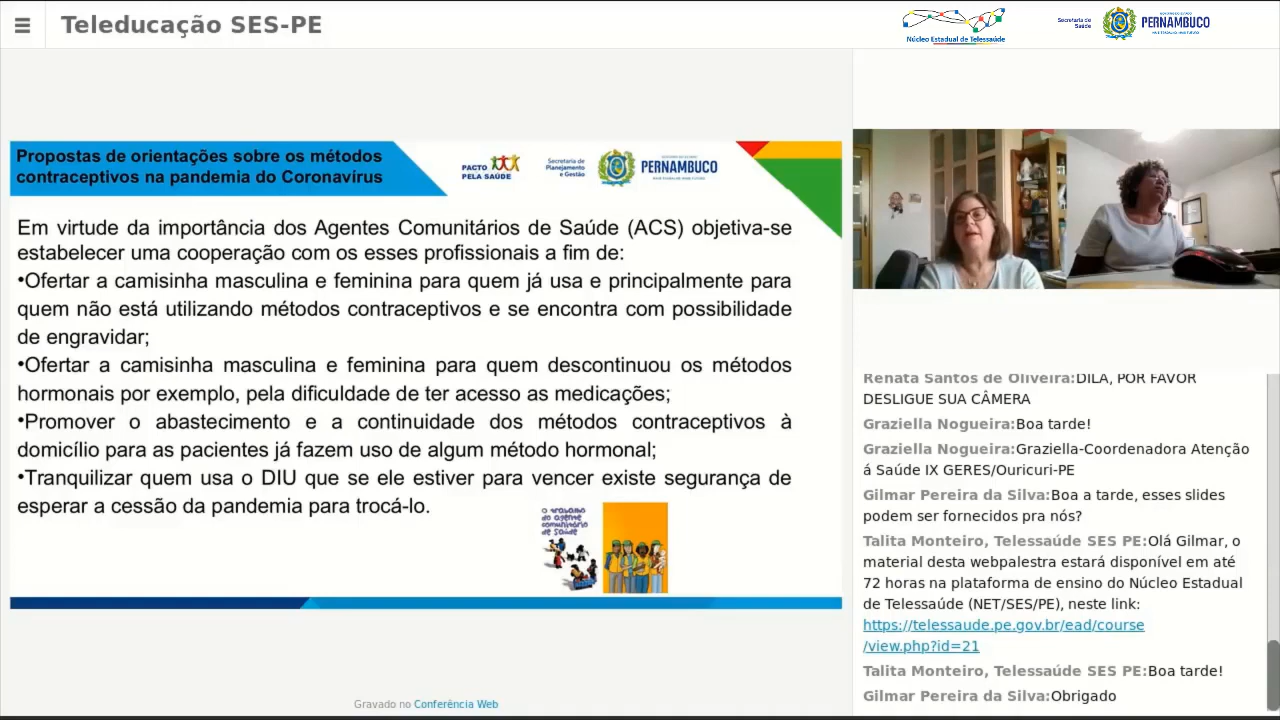 Teleducação SES-PE
Núcleo Estadual de Telessaúde
Secretaria de
Saúde
PERNAMBUCO
Propostas de orientações sobre os métodos
contraceptivos na pandemia do Coronavírus
PACTO
PELA SAÚDE
Secretaria de
Planejamento
e Gestão
PERNAMBUCO
Em virtude da importância dos Agentes Comunitários de Saúde (ACS) objetiva-se
estabelecer uma cooperação com os esses profissionais a fim de:
•Ofertar a camisinha masculina e feminina para quem já usa e principalmente para
quem não está utilizando métodos contraceptivos e se encontra com possibilidade
de engravidar;
•Ofertar a camisinha masculina e feminina para quem descontinuou os métodos
hormonais por exemplo, pela dificuldade de ter acesso as medicações;
•Promover o abastecimento e a continuidade dos métodos contraceptivos à
domicílio para as pacientes já fazem uso de algum método hormonal;
•Tranquilizar quem usa o DIU que se ele estiver para vencer existe segurança de
esperar a cessão da pandemia para trocá-lo.
o trabalho
do agente
comunitário
de saúde
Gravado no Conferência Web
Renata Santos de Oliveira:DILA, POR FAVOR
DESLIGUE SUA CÂMERA
Graziella Nogueira:Boa tarde!
Graziella Nogueira:Graziella-Coordenadora Atenção
á Saúde IX GERES/Ouricuri-PE
Gilmar Pereira da Silva:Boa a tarde, esses slides
podem ser fornecidos pra nós?
Talita Monteiro, Telessaúde SES PE:Olá Gilmar, o
material desta webpalestra estará disponível em até
72 horas na plataforma de ensino do Núcleo Estadual
de Telessaúde (NET/SES/PE), neste link:
https://telessaude.pe.gov.br/ead/course
/view.php?id=21
Talita Monteiro, Telessaúde SES PE:Boa tarde!
Gilmar Pereira da Silva:Obrigado